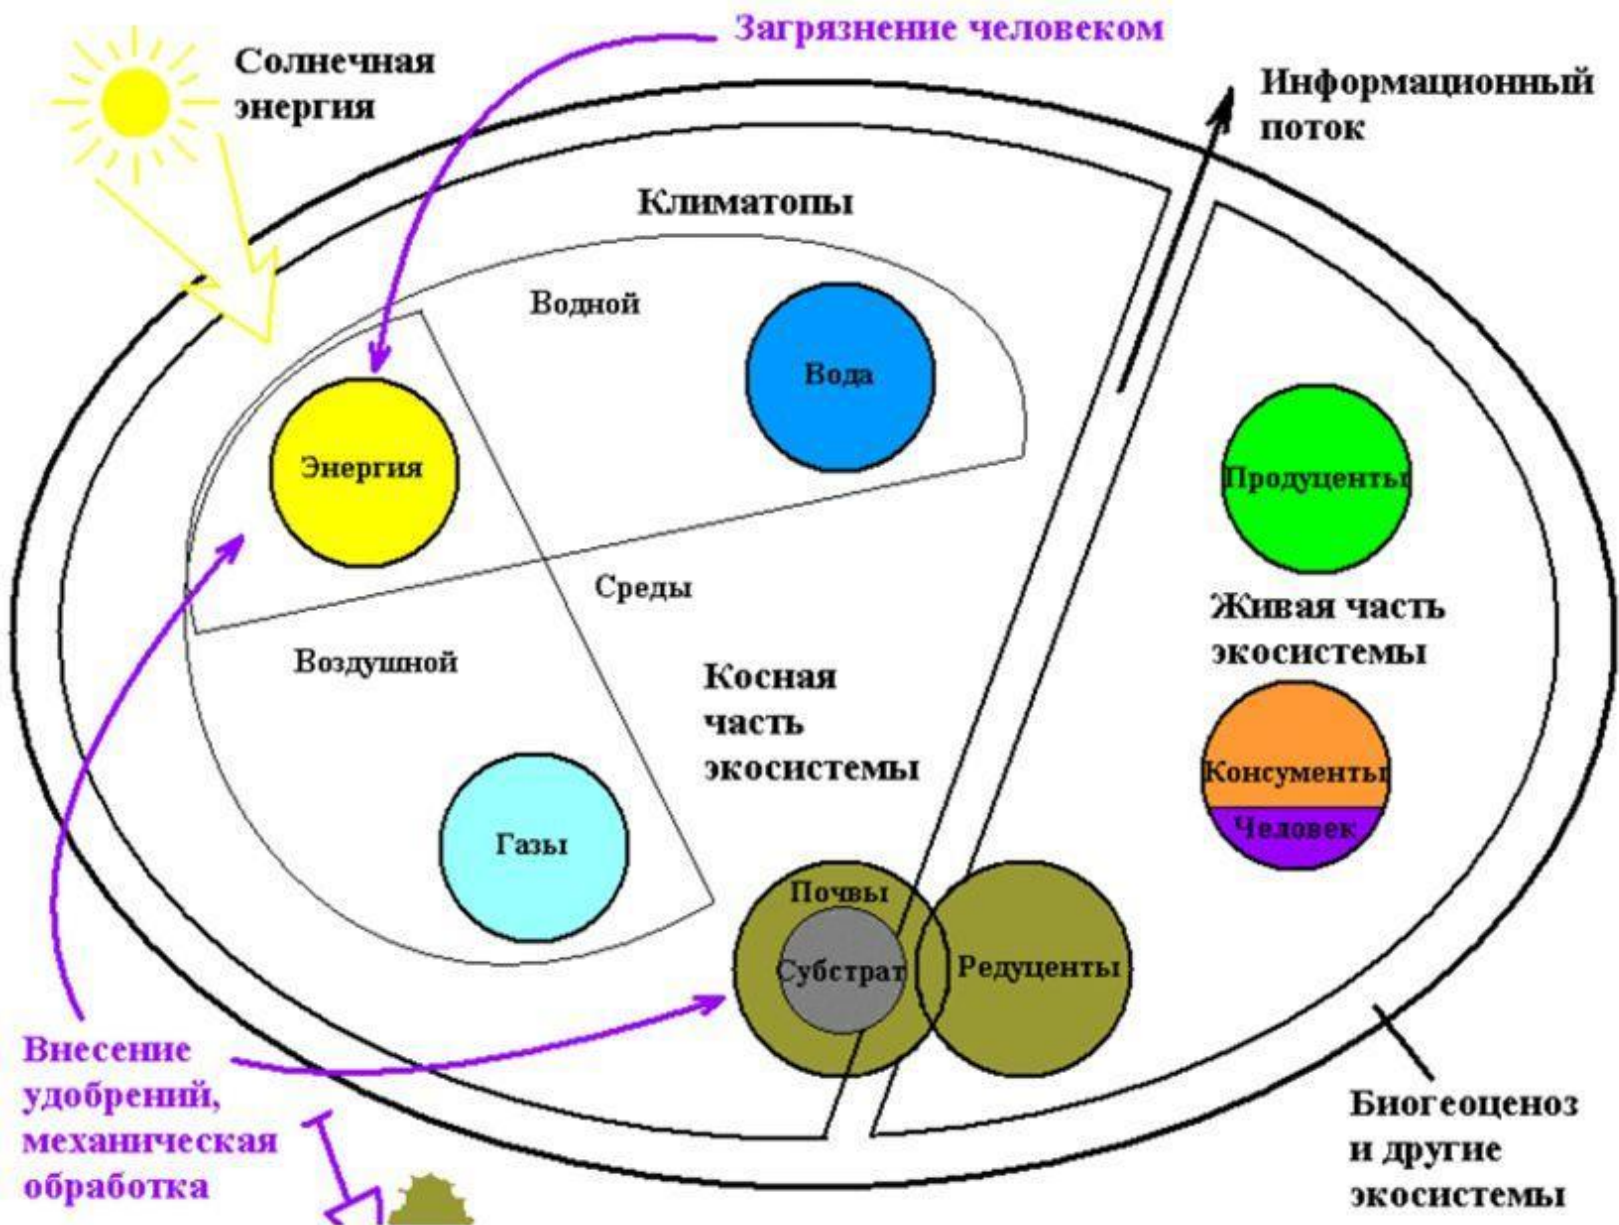 Загрязнение человеком
Солнечная
энергия
Информационный
поток
Климатопы
Водной
Вода
Энергия
Продуценты
Среды
Живая часть
экосистемы
Воздушной
Косная
часть
экосистемы
Консументы
Человек
Газы
Почвы
Субстрат
Редуценты
Внесение
удобрений,
механическая
обработка
Биогеоценоз
и другие
экосистемы